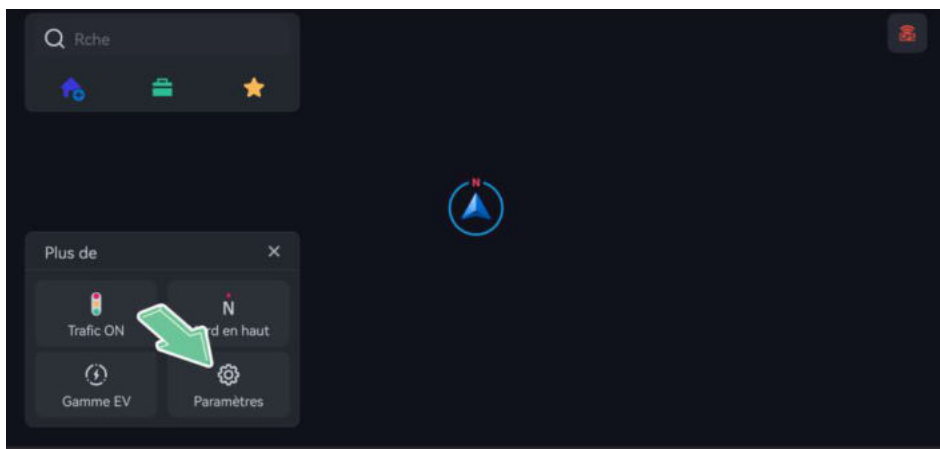 Rche
N
Plus de
Trafic ON
N
rd en haut
Gamme EV
Paramètres